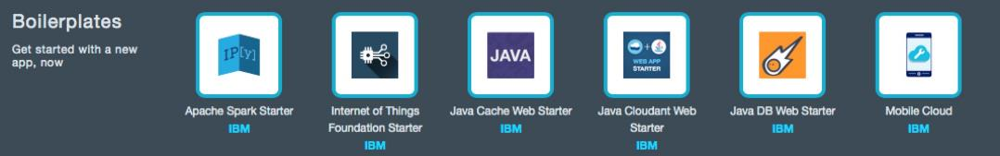 Boilerplates
Get started with a new
app, now
IP[y]
JAVA
+
WEB APP
STARTER
Apache Spark Starter
IBM
Internet of Things
Foundation Starter
IBM
Java Cache Web Starter
IBM
Java Cloudant Web
Starter
IBM
Java DB Web Starter
IBM
Mobile Cloud
IBM